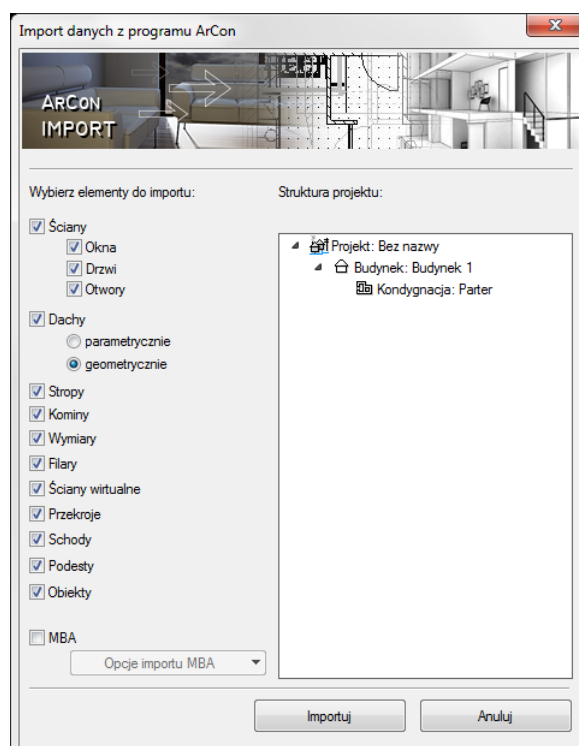 Import danych z programu ArCon
ARCON
IMPORT
Wybierz elementy do importu:
Struktura projektu:
Ściany
Okna
Drzwi
Otwory
Dachy
parametrycznie
geometrycznie
Stropy
Kominy
Wymiary
Filary
Ściany wirtualne
Przekroje
Schody
Podesty
Obiekty
MBA
Opcje importu MBA
Projekt: Bez nazwy
Budynek: Budynek 1
Kondygnacja: Parter
Importuj
Anuluj